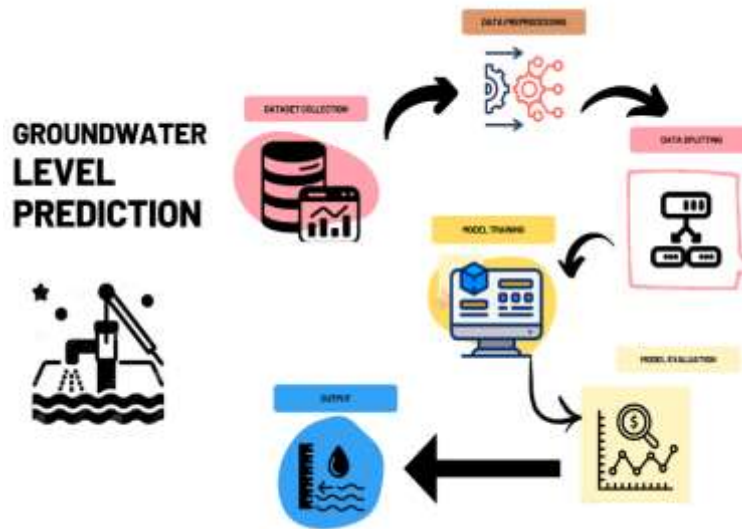 GROUNDWATER
LEVEL
PREDICTION
DATASET COLLECTION
DATA PREPROCESSING
DATA SPLITTING
MODEL TRAINING
MODEL EVALUATION
OUTPUT
$